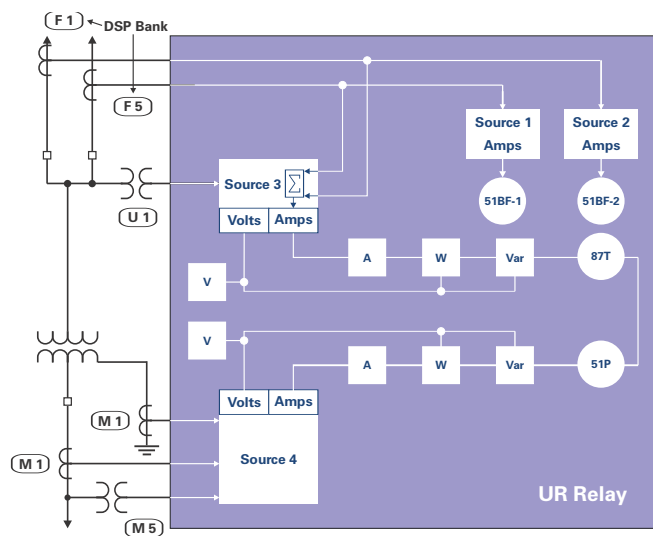 F 1
DSP Bank
F 5
Source 1
Amps
Source 2
Amps
Source 3
Σ
U 1
51BF-1
51BF-2
Volts
Amps
V
A
W
Var
87T
V
A
W
Var
51P
Volts
Amps
M 1
M 1
Source 4
M 5
UR Relay